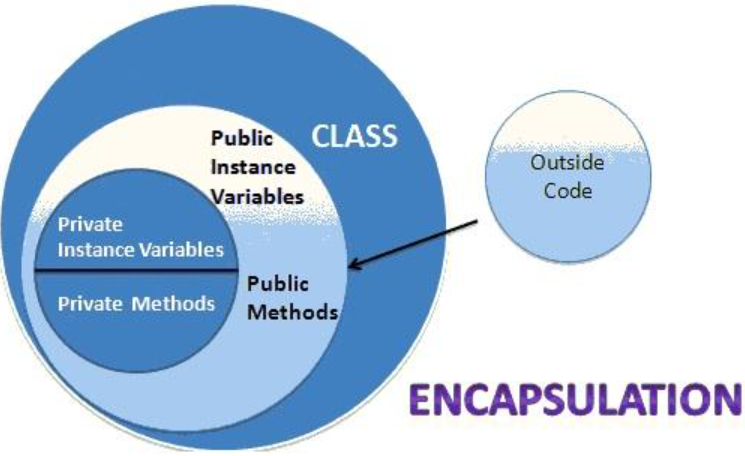 CLASS
Public
Instance
Variables
Private
Instance Variables
Private Methods
Public
Methods
Outside
Code
ENCAPSULATION